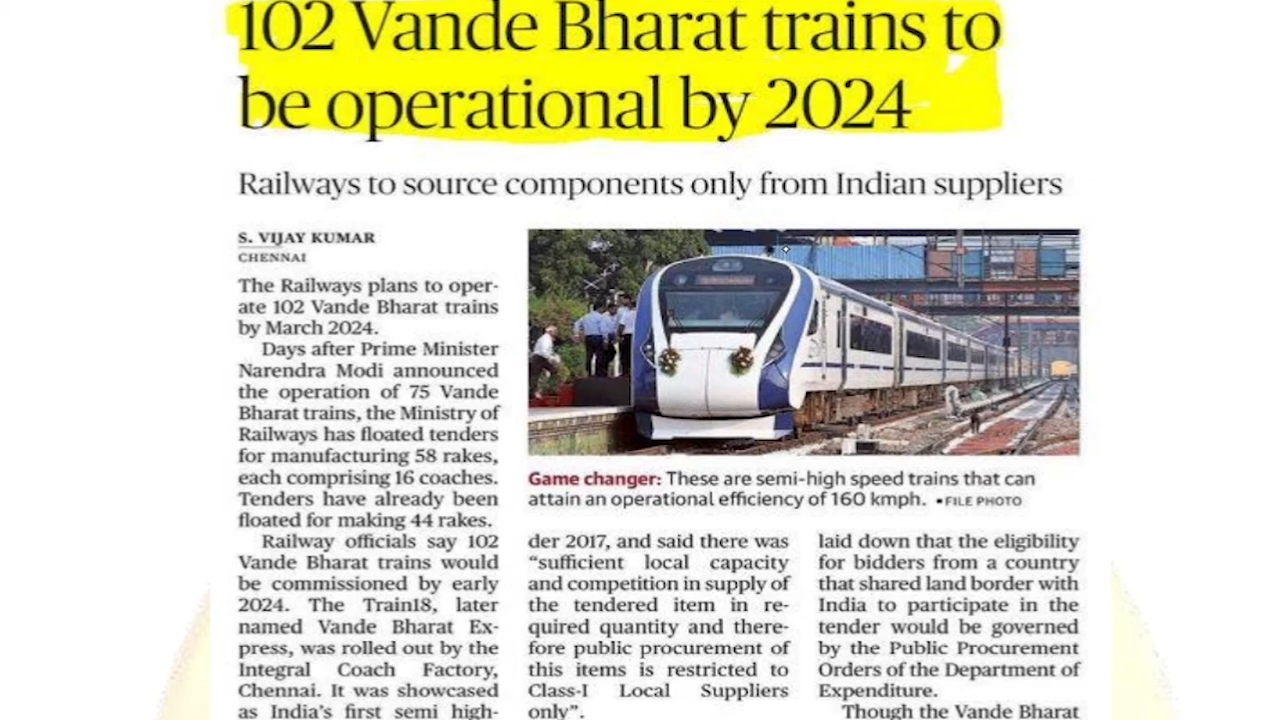 102 Vande Bharat trains to
be operational by 2024
Railways to source components only from Indian suppliers
S. VIJAY KUMAR
CHENNAI
The Railways plans to oper-
ate 102 Vande Bharat trains
by March 2024.
Days after Prime Minister
Narendra Modi announced
the operation of 75 Vande
Bharat trains, the Ministry of
Railways has floated tenders
for manufacturing 58 rakes,
each comprising 16 coaches.
Tenders have already been
floated for making 44 rakes.
Railway officials say 102
Vande Bharat trains would
be commissioned by early
2024. The Train18, later
named Vande Bharat Ex-
press, was rolled out by the
Integral Coach Factory,
Chennai. It was showcased
as India's first semi high-
Game changer: These are semi-high speed trains that can
attain an operational efficiency of 160 kmph. ▪FILE PHOTO
der 2017, and said there was
“sufficient local capacity
and competition in supply of
the tendered item in re-
quired quantity and there-
fore public procurement of
this items is restricted to
Class-I Local Suppliers
only”.
laid down that the eligibility
for bidders from a country
that shared land border with
India to participate in the
tender would be governed
by the Public Procurement
Orders of the Department of
Expenditure.
Though the Vande Bharat